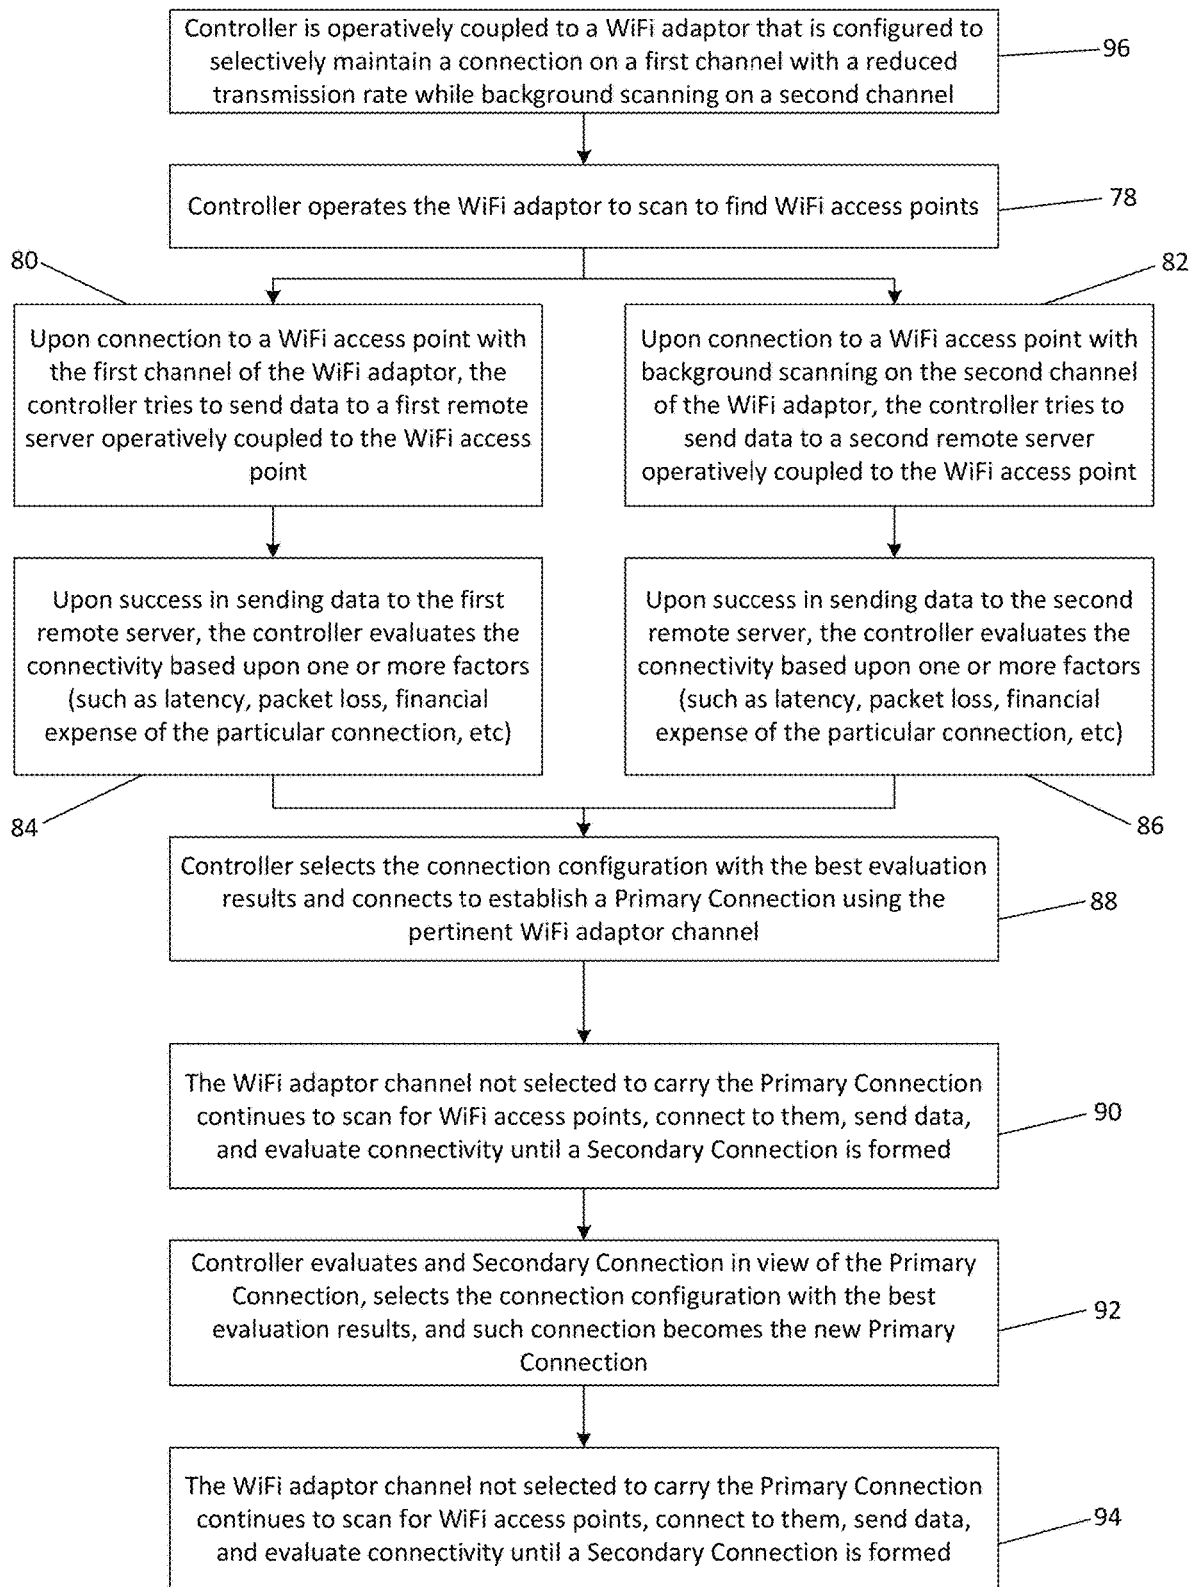 Controller is operatively coupled to a WiFi adaptor that is configured to
selectively maintain a connection on a first channel with a reduced
transmission rate while background scanning on a second channel
96
Controller operates the WiFi adaptor to scan to find WiFi access points
78
80
82
Upon connection to a WiFi access point with
the first channel of the WiFi adaptor, the
controller tries to send data to a first remote
server operatively coupled to the WiFi access
point
Upon connection to a WiFi access point with
background scanning on the second channel
of the WiFi adaptor, the controller tries to
send data to a second remote server
operatively coupled to the WiFi access point
Upon success in sending data to the first
remote server, the controller evaluates the
connectivity based upon one or more factors
(such as latency, packet loss, financial
expense of the particular connection, etc)
Upon success in sending data to the second
remote server, the controller evaluates the
connectivity based upon one or more factors
(such as latency, packet loss, financial
expense of the particular connection, etc)
84
86
Controller selects the connection configuration with the best evaluation
results and connects to establish a Primary Connection using the
pertinent WiFi adaptor channel
88
The WiFi adaptor channel not selected to carry the Primary Connection
continues to scan for WiFi access points, connect to them, send data,
and evaluate connectivity until a Secondary Connection is formed
90
Controller evaluates and Secondary Connection in view of the Primary
Connection, selects the connection configuration with the best
evaluation results, and such connection becomes the new Primary
Connection
92
The WiFi adaptor channel not selected to carry the Primary Connection
continues to scan for WiFi access points, connect to them, send data,
and evaluate connectivity until a Secondary Connection is formed
94